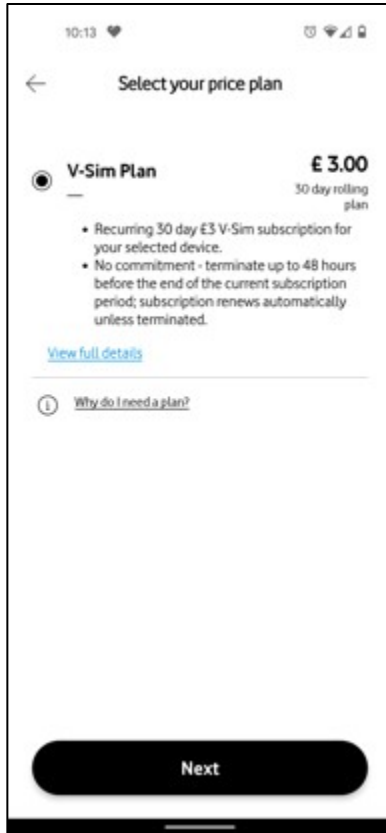 10:13
Select your price plan
V-Sim Plan
£ 3.00
30 day rolling
plan
• Recurring 30 day £3 V-Sim subscription for
your selected device.
• No commitment - terminate up to 48 hours
before the end of the current subscription
period; subscription renews automatically
unless terminated.
View full details
Why do I need a plan?
Next